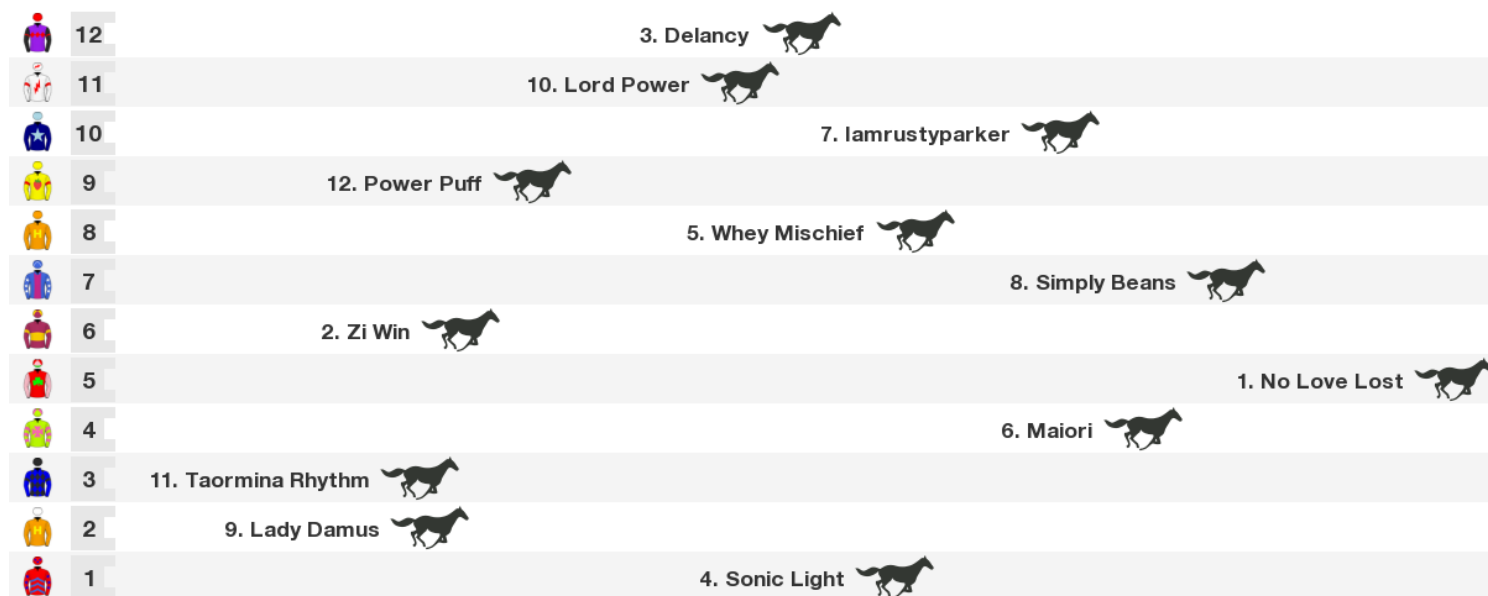 12 3. Delancy
11 10. Lord Power
10 7. Iamrustyparker
9 12. Power Puff
8 5. Whey Mischief
7 8. Simply Beans
6 2. Zi Win
5 1. No Love Lost
4 6. Maiori
3 11. Taormina Rhythm
2 9. Lady Damus
1 4. Sonic Light